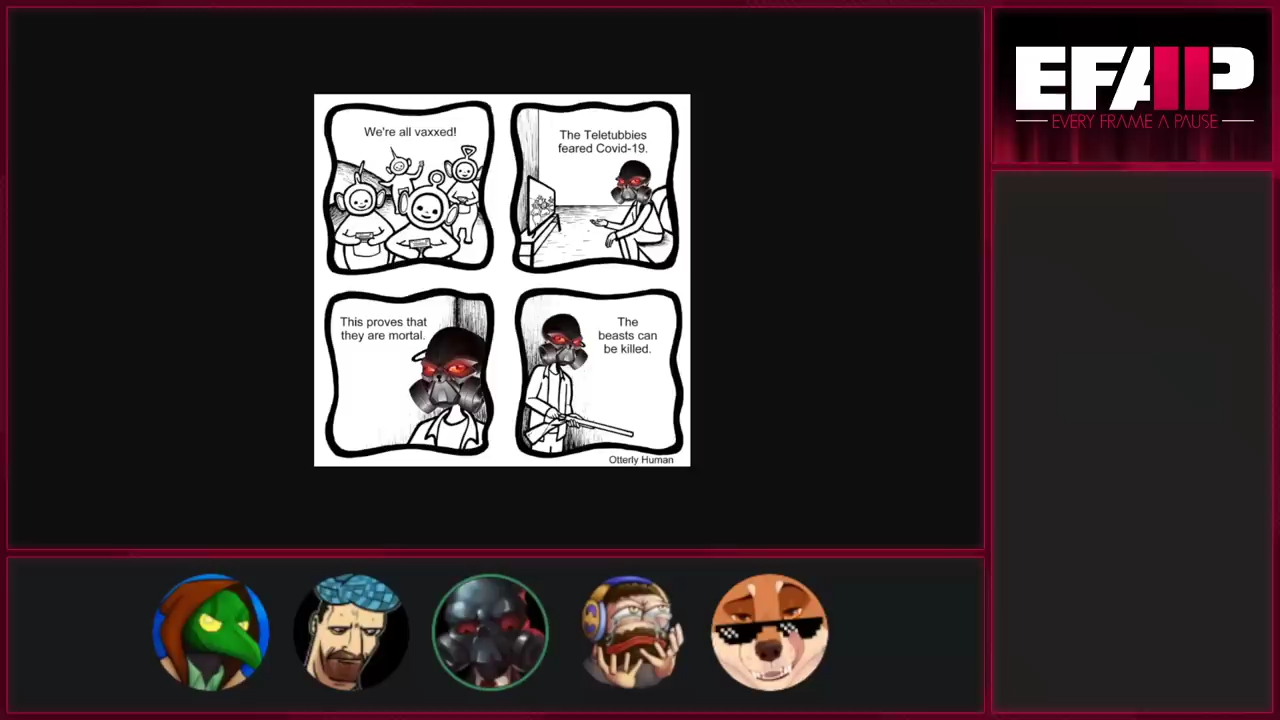 We're all vaxxed!
The Teletubbies
feared Covid-19.
This proves that
they are mortal.
The
beasts can
be killed.
Otterly Human
EFAP
EVERY FRAME A PAUSE